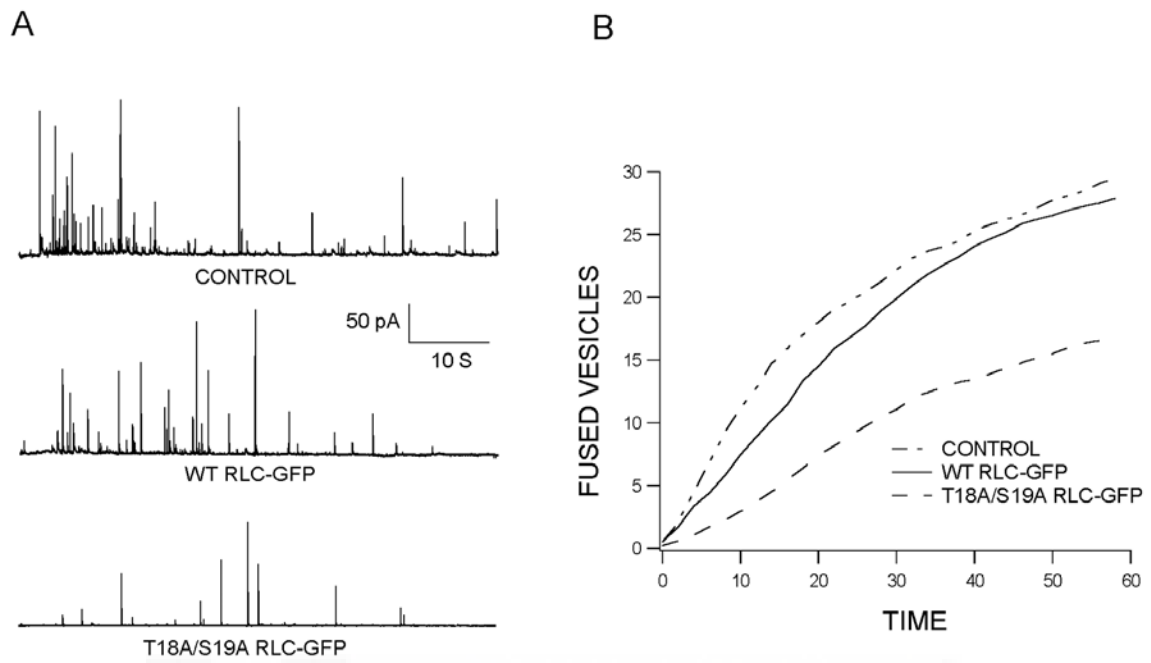 A
CONTROL
50 pA
10 S
WT RLC-GFP
T18A/S19A RLC-GFP
B
30
25
20
15
10
5
0
FUSED VESICLES
CONTROL
WT RLC-GFP
T18A/S19A RLC-GFP
0 10 20 30 40 50 60
TIME